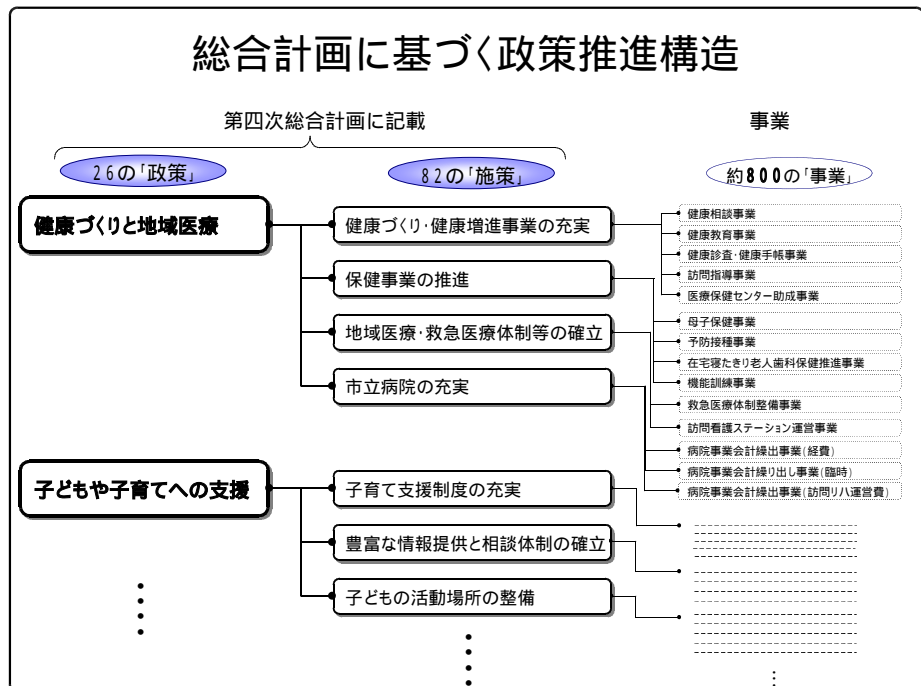 総合計画に基づく政策推進構造
第四次総合計画に記載
事業
26の「政策」
82の「施策」
約800の「事業」
健康づくりと地域医療
健康づくり・健康増進事業の充実
保健事業の推進
地域医療・救急医療体制等の確立
市立病院の充実
健康相談事業
健康教育事業
健康診査・健康手帳事業
訪問指導事業
医療保健センター助成事業
母子保健事業
予防接種事業
在宅寝たきり老人歯科保健推進事業
機能訓練事業
救急医療体制整備事業
訪問看護ステーション運営事業
病院事業会計繰出事業(経費)
病院事業会計繰り出し事業(臨時)
病院事業会計繰出事業(訪問リハ運営費)
子どもや子育てへの支援
子育て支援制度の充実
豊富な情報提供と相談体制の確立
子どもの活動場所の整備